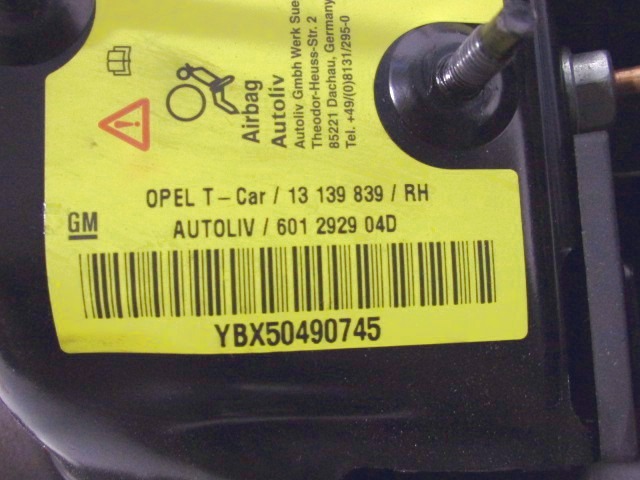 Airbag
Autoliv
Autoliv Gmbh Werk Sue
Theodor-Heuss-Str. 2
85221 Dachau, Germany
Tel. +49/(0)8131/295-0
OPEL T-Car / 13 139 839 / RH
GM
AUTOLIV / 601 2929 04D
YBX50490745